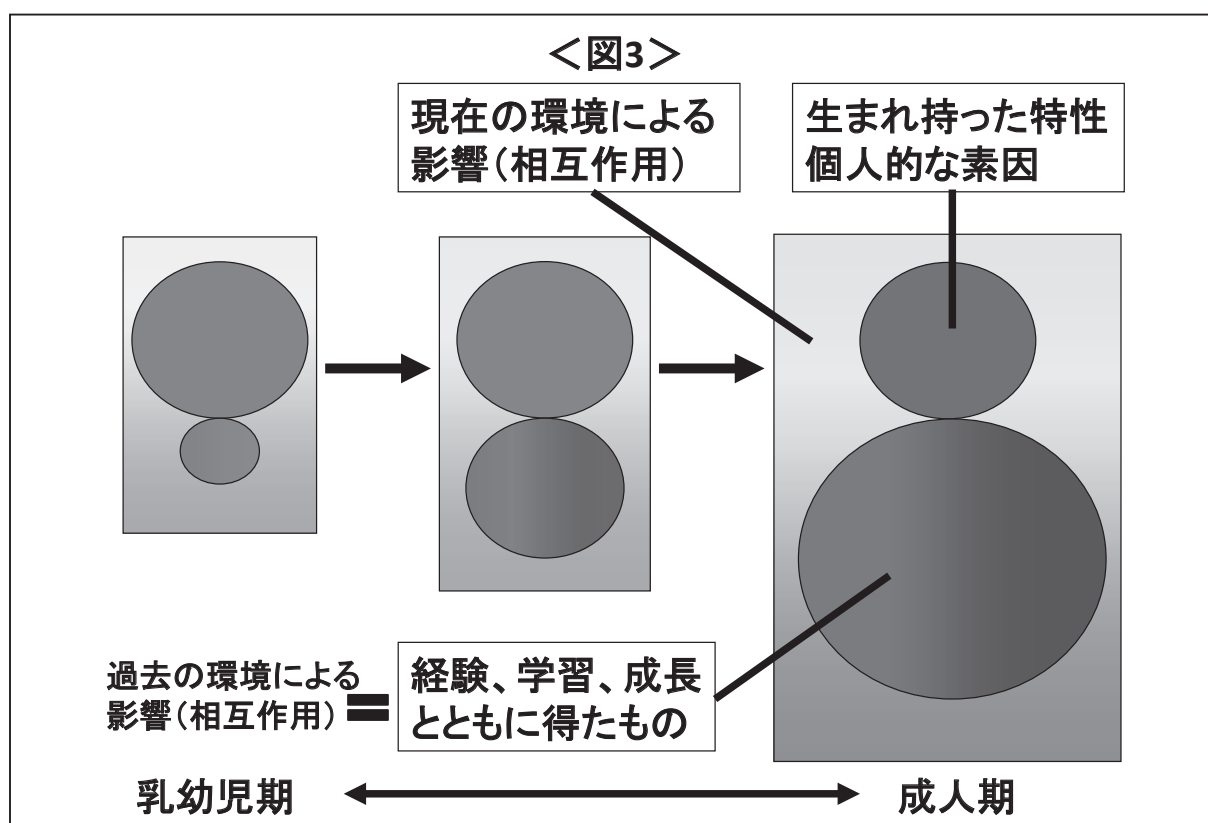 <図3>
現在の環境による
影響(相互作用)
生まれ持った特性
個人的な素因
過去の環境による
影響(相互作用)
=
経験、学習、成長
とともに得たもの
乳幼児期
成人期